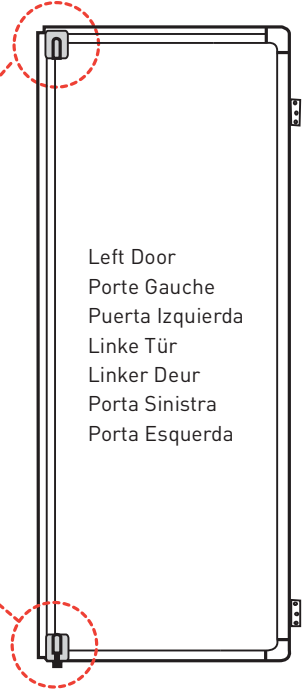 Left Door
Porte Gauche
Puerta Izquierda
Linke Tür
Linker Deur
Porta Sinistra
Porta Esquerda